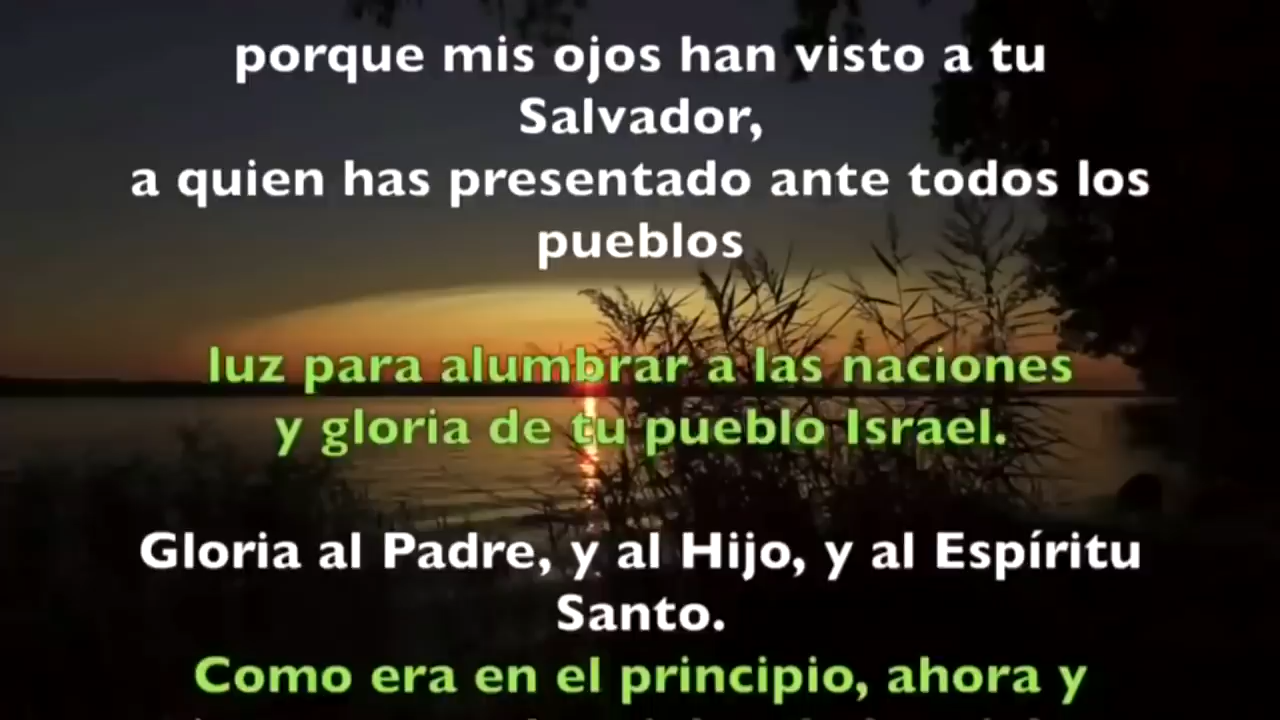 porque mis ojos han visto a tu
Salvador,
a quien has presentado ante todos los
pueblos
luz para alumbrar a las naciones
y gloria de tu pueblo Israel.
Gloria al Padre, y al Hijo, y al Espíritu
Santo.
Como era en el principio, ahora y